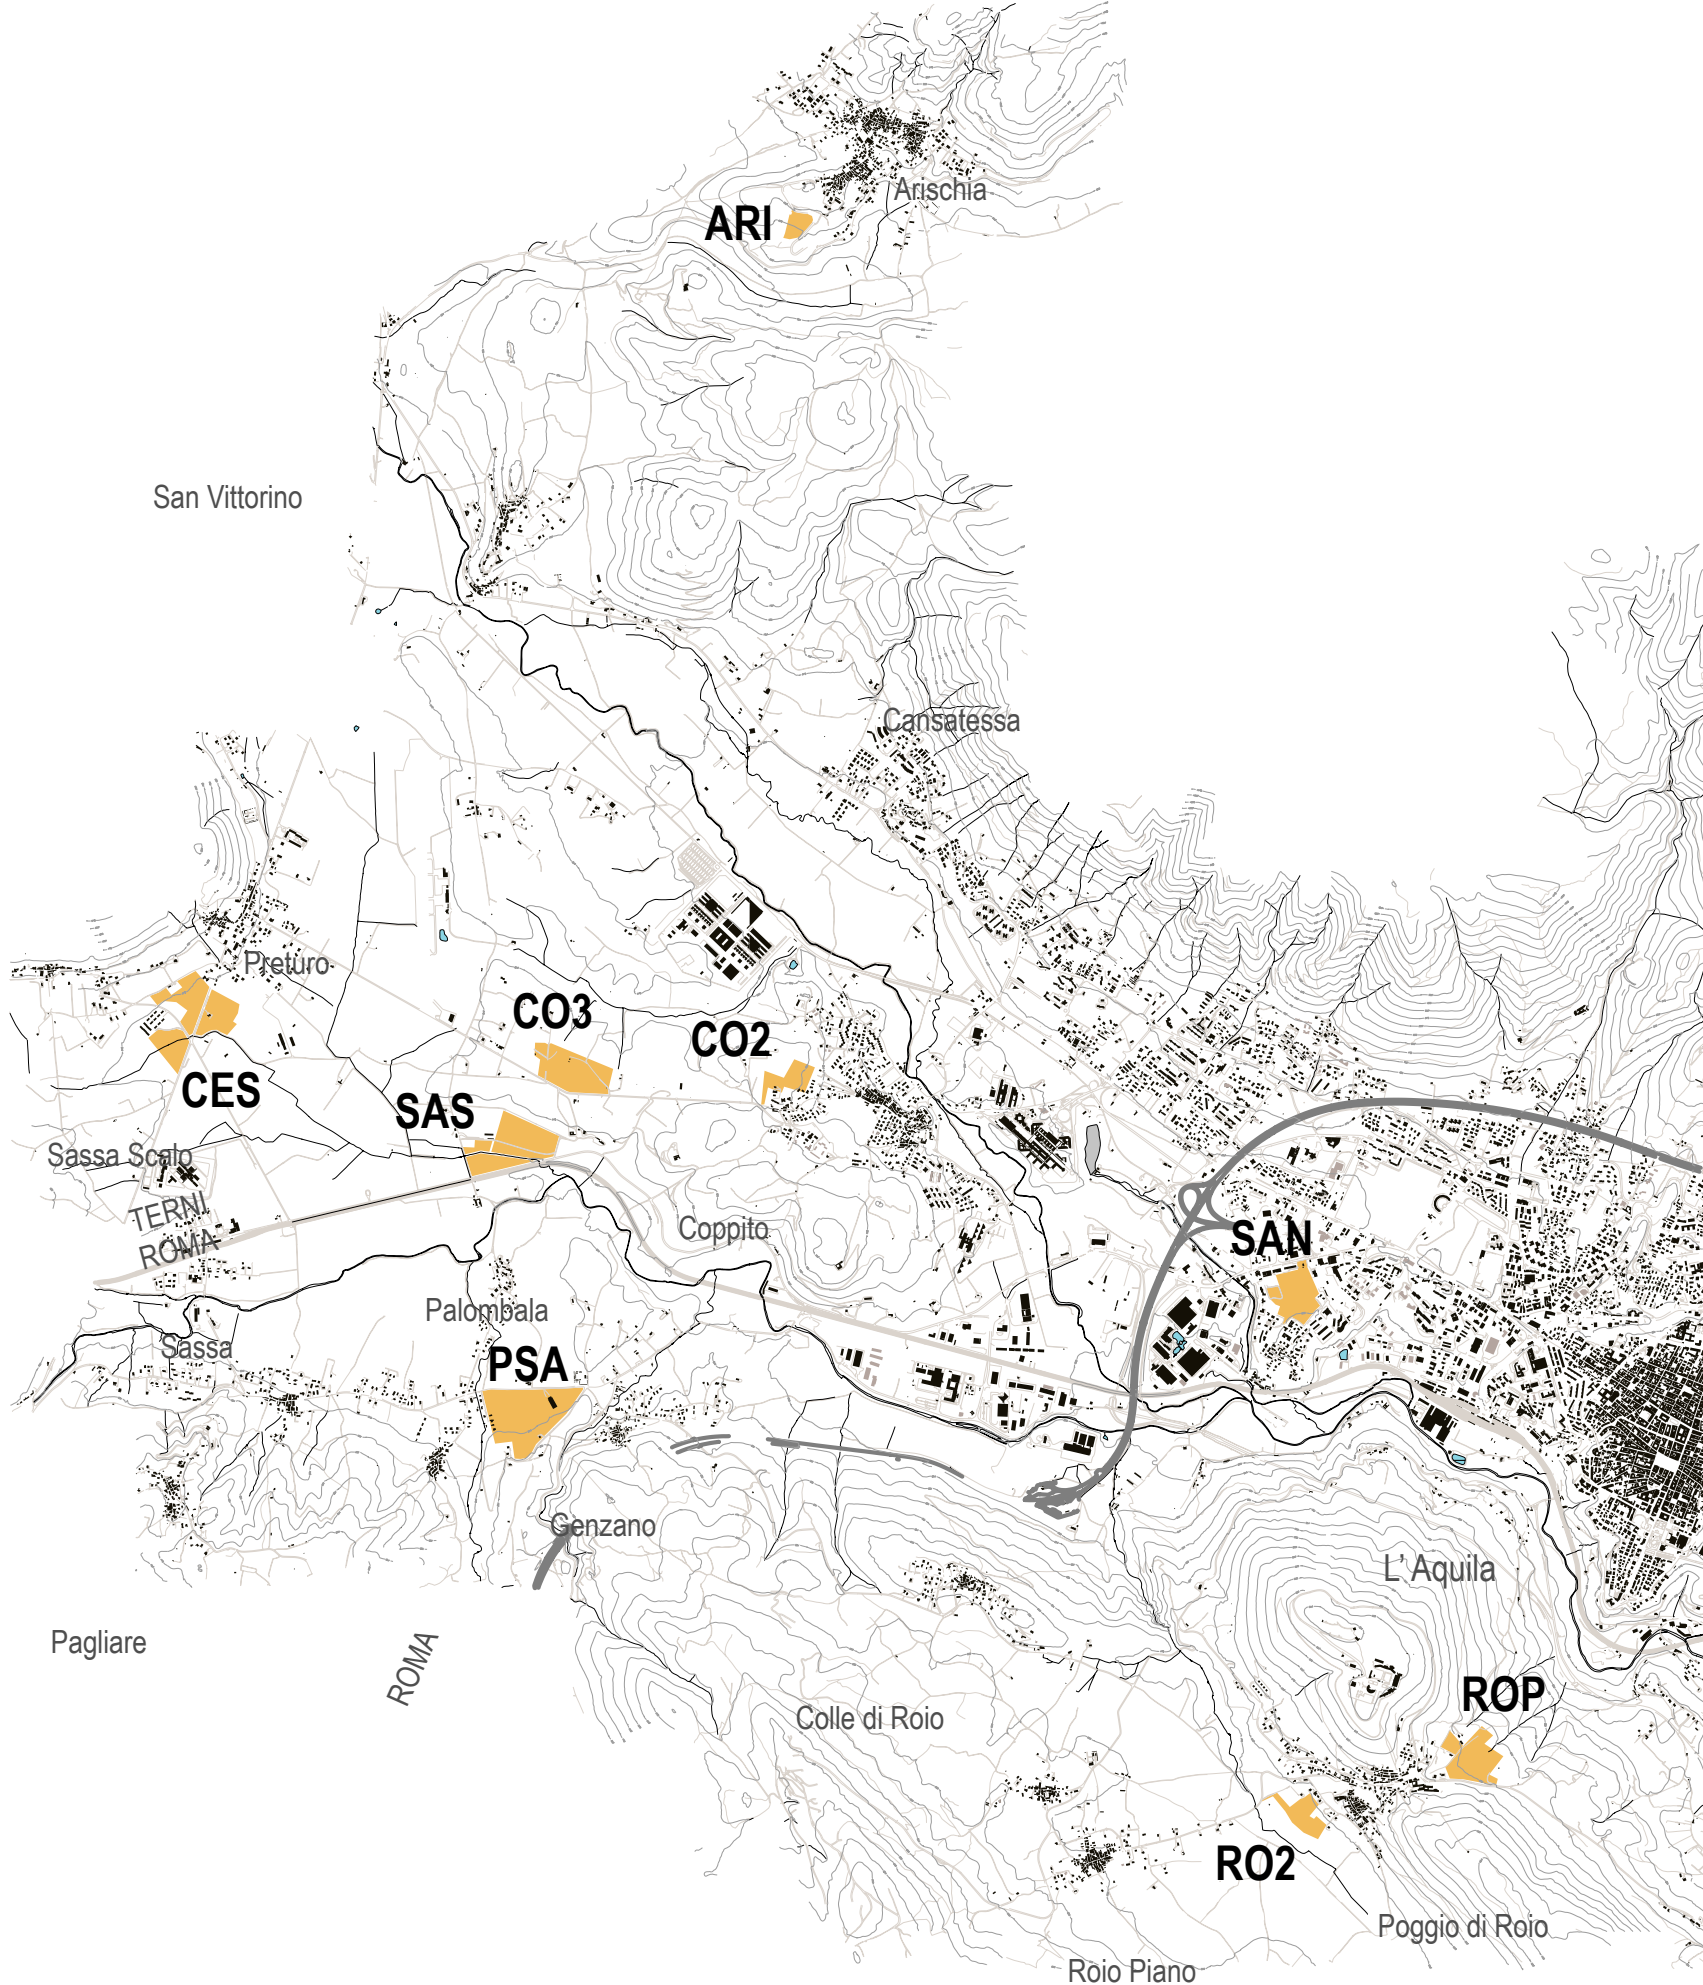 Arischia
ARI
San Vittorino
Cansatessa
Preturo
CO3
CO2
CES
SAS
Sassa Scalo
TERNI
ROMA
Coppito
SAN
Palombala
Sassa
PSA
Genzano
L' Aquila
Pagliare
ROMA
ROP
Colle di Roio
RO2
Poggio di Roio
Roio Piano